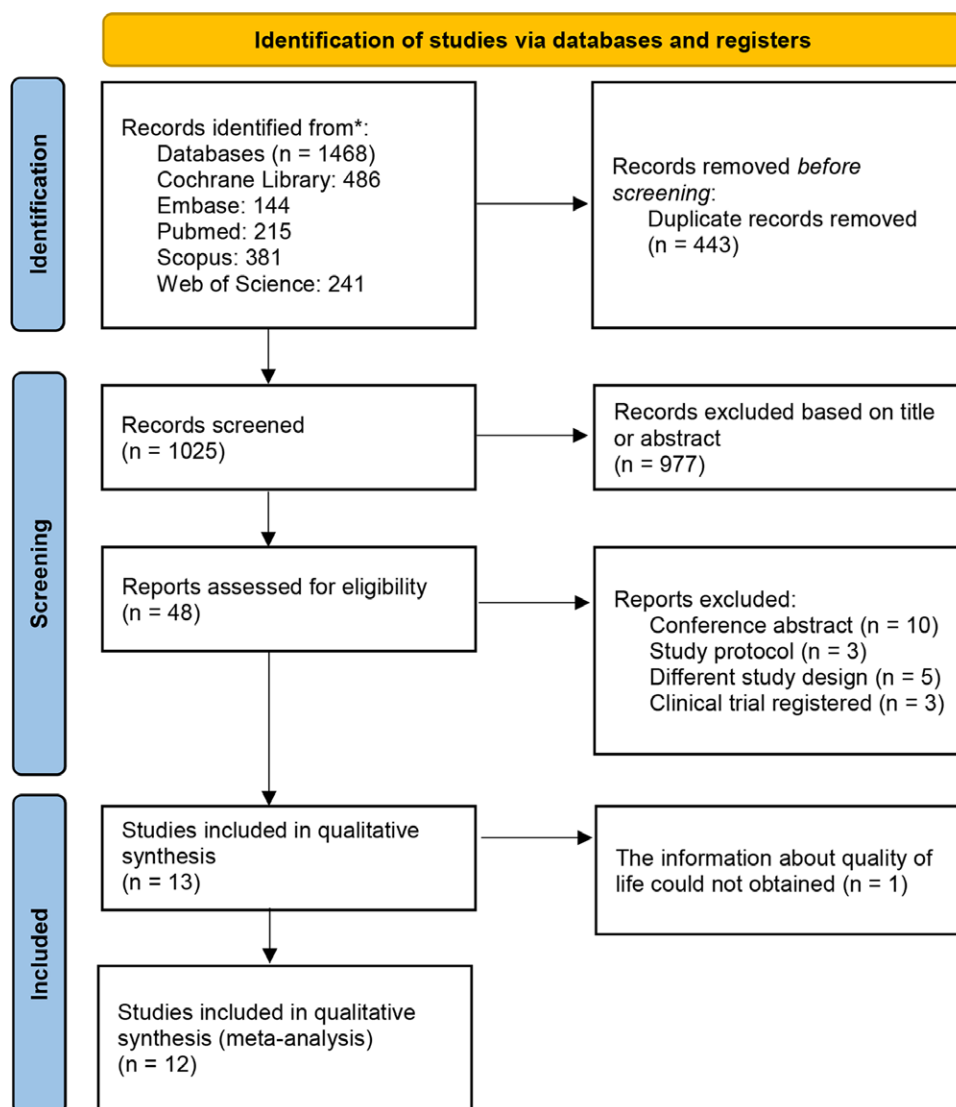 Identification of studies via databases and registers
Identification
Records identified from*:
Databases (n = 1468)
Cochrane Library: 486
Embase: 144
Pubmed: 215
Scopus: 381
Web of Science: 241
Records removed before
screening:
Duplicate records removed
(n = 443)
Screening
Records screened
(n = 1025)
Records excluded based on title
or abstract
(n = 977)
Reports assessed for eligibility
(n = 48)
Reports excluded:
Conference abstract (n = 10)
Study protocol (n = 3)
Different study design (n = 5)
Clinical trial registered (n = 3)
Included
Studies included in qualitative
synthesis
(n = 13)
The information about quality of
life could not obtained (n = 1)
Studies included in qualitative
synthesis (meta-analysis)
(n = 12)